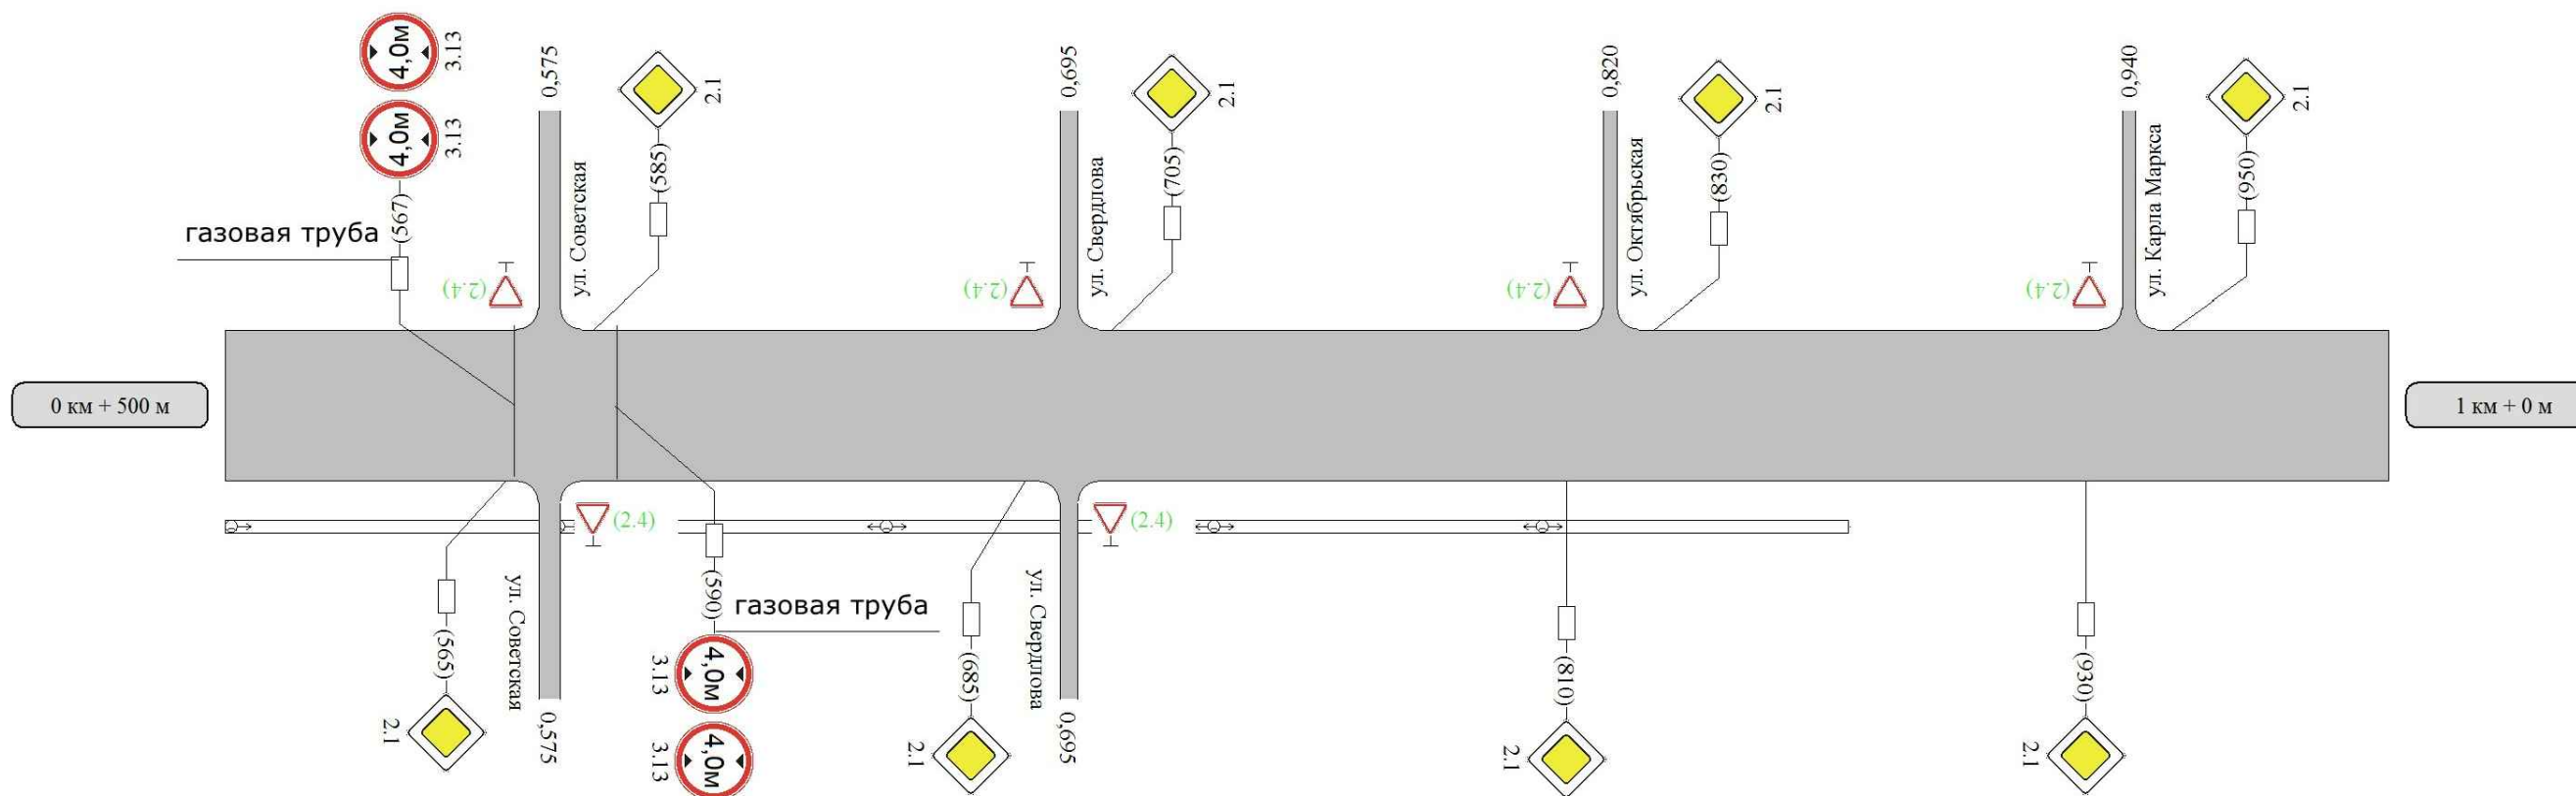 4,0м
3.13
4,0м
3.13
(567)
газовая труба
0,575
ул. Советская
(2.4)
2.1
(585)
0,695
ул. Свердлова
(2.4)
2.1
(705)
0,820
ул. Октябрьская
(2.4)
2.1
(830)
0,940
ул. Карла Маркса
(2.4)
2.1
(950)
0 км + 500 м
1 км + 0 м
(2.4)
(2.4)
(565)
2.1
ул. Советская
0,575
(590)
газовая труба
4,0м
3.13
4,0м
3.13
(685)
2.1
ул. Свердлова
0,695
(810)
2.1
(930)
2.1